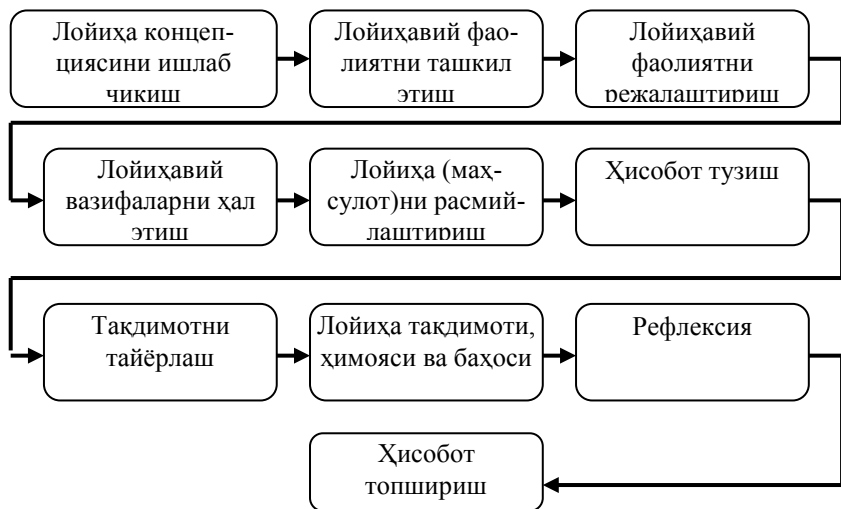 Лойиҳа концеп-
циясини ишлаб
чикиш
Лойиҳавий фао-
лиятни ташкил
этиш
Лойиҳавий
фаолиятни
режалаштириш
Лойиҳавий
вазифаларни ҳал
этиш
Лойиҳа (маҳ-
сулот)ни расмий-
лаштириш
Ҳисобот тузиш
Тақдимотни
тайёрлаш
Лойиҳа тақдимоти,
ҳимояси ва баҳоси
Рефлексия
Ҳисобот
топшириш